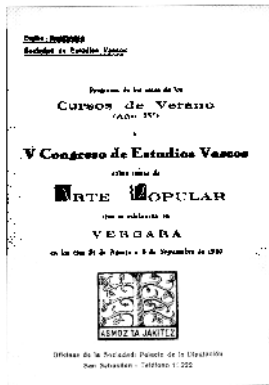 Eusko-Ikaskuntza
Sociedad de Estudios Vascos
Programa de los actos de los
Cursos de Verano
(Año IV)
y
V Congreso de Estudios Vascos
sobre temas de
ARTE POPULAR
que se celebrarán en
VERGARA
en los días 31 de Agosto a 8 de Septiembre de 1930
ASMOZ TA JAKITEZ
Oficinas de la Sociedad: Palacio de la Diputación
San Sebastián - Teléfono